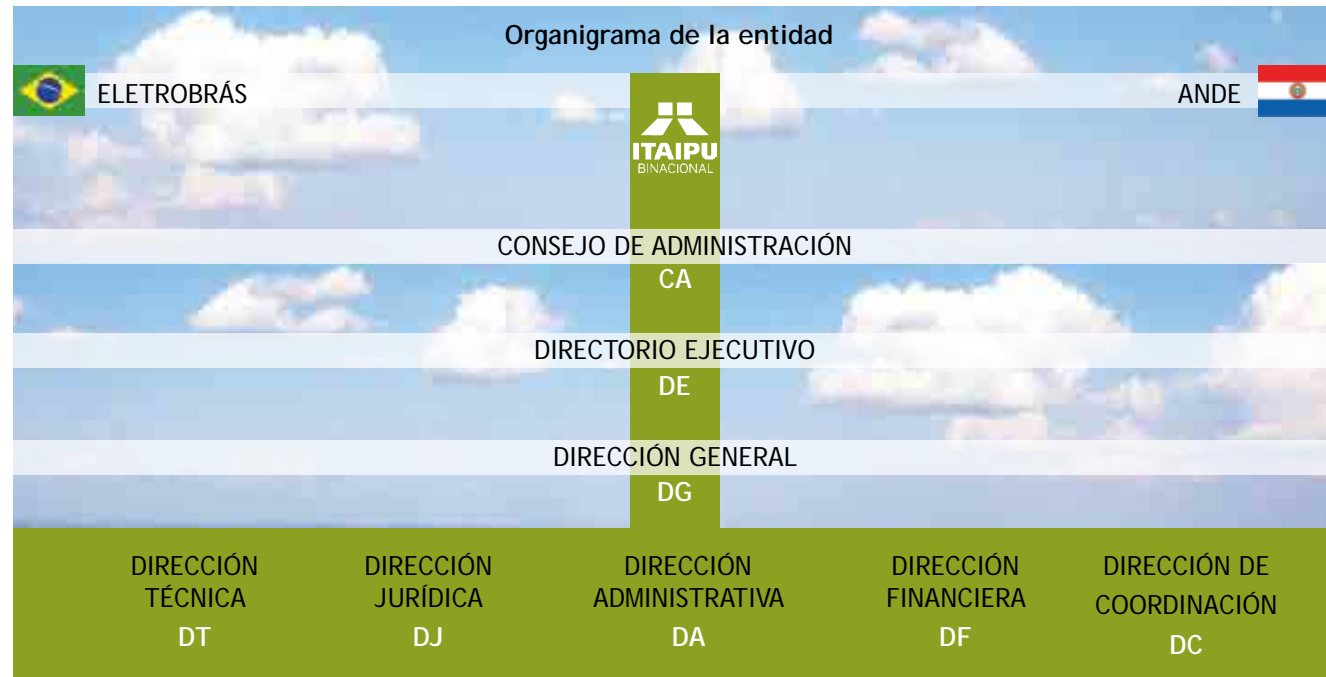 Organigrama de la entidad
ELETROBRÁS
ANDE
ITAIPU
BINACIONAL
CONSEJO DE ADMINISTRACIÓN
CA
DIRECTORIO EJECUTIVO
DE
DIRECCIÓN GENERAL
DG
DIRECCIÓN
TÉCNICA
DT
DIRECCIÓN
JURÍDICA
DJ
DIRECCIÓN
ADMINISTRATIVA
DA
DIRECCIÓN
FINANCIERA
DF
DIRECCIÓN DE
COORDINACIÓN
DC